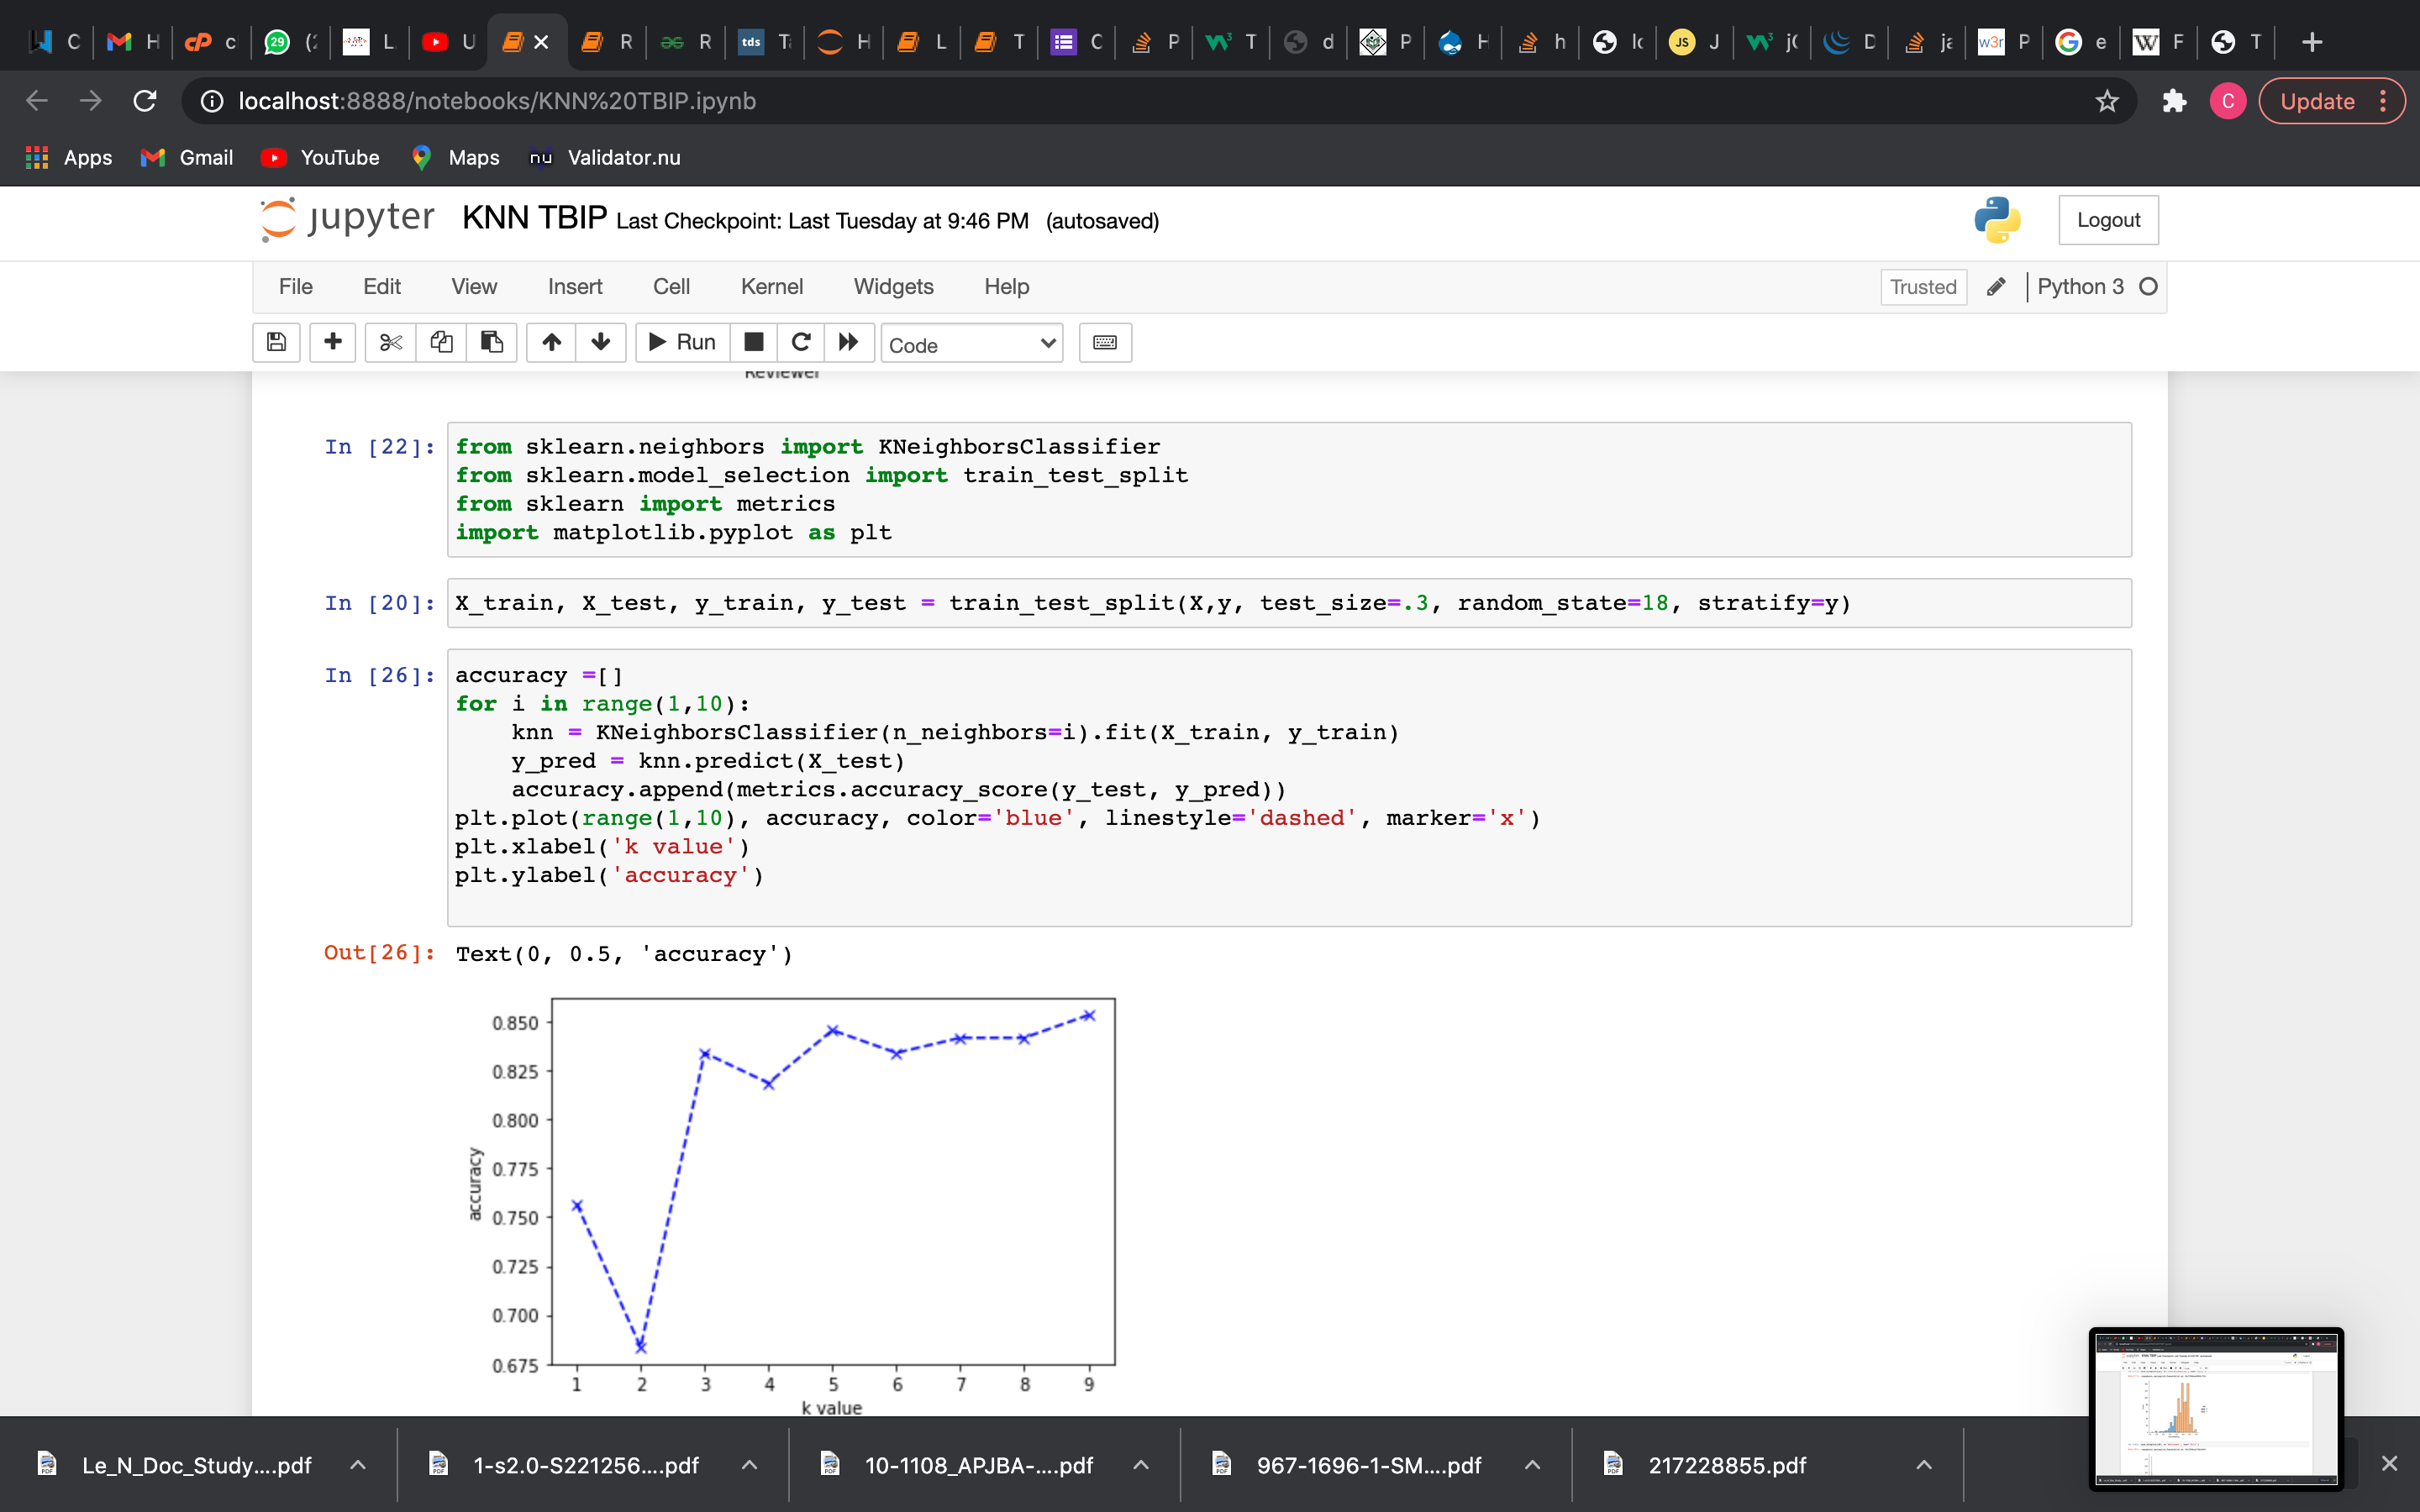 C H c 29 (2 L U × R R tds T H L T C P T d P H h lo JS J j( D ja w3r P e F T +
localhost:8888/notebooks/KNN%20TBIP.ipynb C Update
Apps Gmail YouTube Maps nu Validator.nu
jupyter KNN TBIP Last Checkpoint: Last Tuesday at 9:46 PM (autosaved) Logout
File Edit View Insert Cell Kernel Widgets Help Trusted Python 3
Run Code
Reviewer
In [22]: from sklearn.neighbors import KNeighborsClassifier
from sklearn.model_selection import train_test_split
from sklearn import metrics
import matplotlib.pyplot as plt
In [20]: X_train, X_test, y_train, y_test = train_test_split(X,y, test_size=.3, random_state=18, stratify=y)
In [26]: accuracy =[]
for i in range(1,10):
knn = KNeighborsClassifier(n_neighbors=i).fit(X_train, y_train)
y_pred = knn.predict(X_test)
accuracy.append(metrics.accuracy_score(y_test, y_pred))
plt.plot(range(1,10), accuracy, color='blue', linestyle='dashed', marker='x')
plt.xlabel('k value')
plt.ylabel('accuracy')
Out[26]: Text(0, 0.5, 'accuracy')
0.850
0.825
0.800
0.775
0.750
0.725
0.700
0.675
accuracy
1 2 3 4 5 6 7 8 9
k value
Le_N_Doc_Study....pdf 1-s2.0-S221256....pdf 10-1108_APJBA-....pdf 967-1696-1-SM....pdf 217228855.pdf